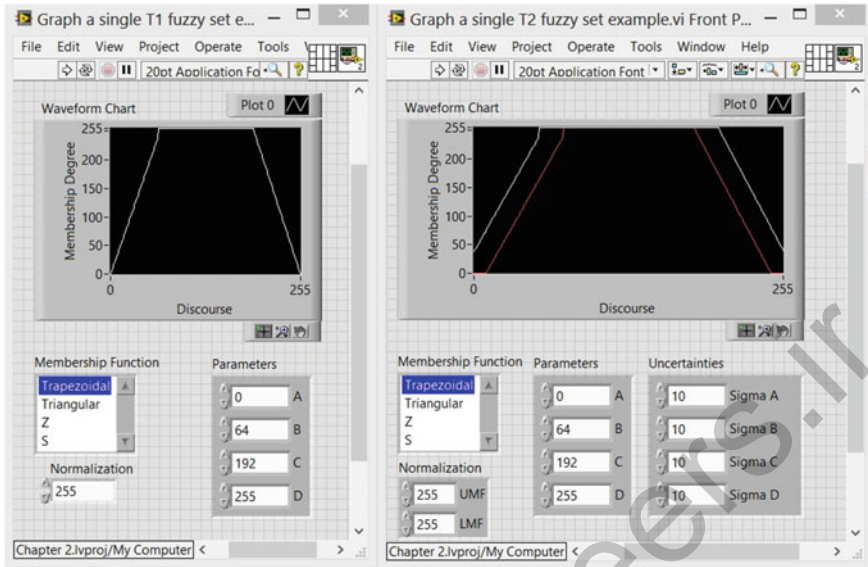 Graph a single T1 fuzzy set e...
File Edit View Project Operate Tools
20pt Application Fo
Waveform Chart
Plot 0
Membership Degree
255
200
150
100
50
0
0
255
Discourse
Membership Function
Trapezoidal
Triangular
Z
S
Parameters
0 A
64 B
192 C
255 D
Normalization
255
Chapter 2.lvproj/My Computer
Graph a single T2 fuzzy set example.vi Front P...
File Edit View Project Operate Tools Window Help
20pt Application Font
Waveform Chart
Plot 0
Membership Degree
255
200
150
100
50
0
0
255
Discourse
Membership Function
Trapezoidal
Triangular
Z
S
Parameters
0 A
64 B
192 C
255 D
Uncertainties
10 Sigma A
10 Sigma B
10 Sigma C
10 Sigma D
Normalization
255 UMF
255 LMF
Chapter 2.lvproj/My Computer
eers.ir